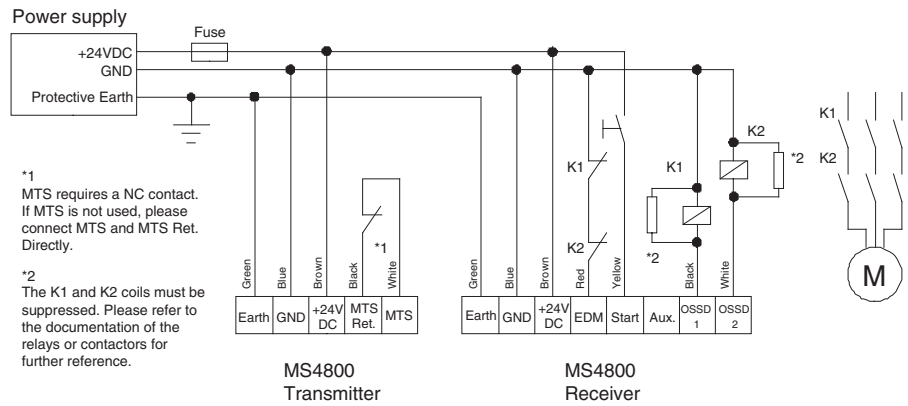 Power supply
Fuse
+24VDC
GND
Protective Earth
K1
K2
K1
K2
*2
K1
K2
*2
M
*1
MTS requires a NC contact.
If MTS is not used, please
connect MTS and MTS Ret.
Directly.
*2
The K1 and K2 coils must be
suppressed. Please refer to
the documentation of the
relays or contactors for
further reference.
*1
Green
Blue
Brown
Black
White
Earth
GND
+24V
DC
MTS
Ret.
MTS
MS4800
Transmitter
Green
Blue
Brown
Red
Yellow
Black
White
Earth
GND
+24V
DC
EDM
Start
Aux.
OSSD
1
OSSD
2
MS4800
Receiver